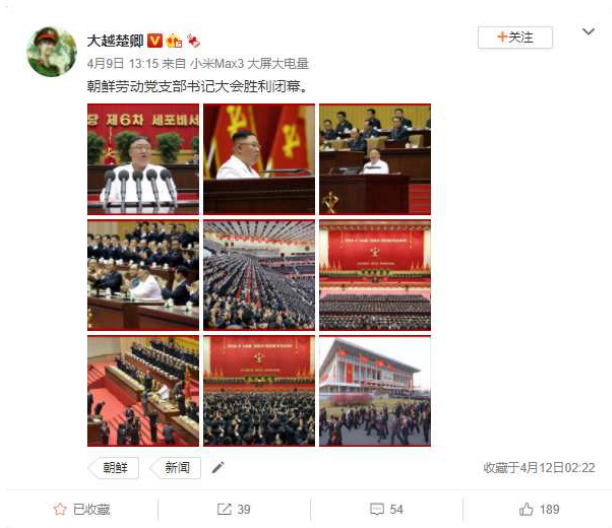 大越楚卿
+关注
4月9日 13:15 来自 小米Max3 大屏大电量
朝鲜劳动党支部书记大会胜利闭幕。
제6차 세포비서
朝鲜
新闻
收藏于4月12日02:22
已收藏
39
54
189